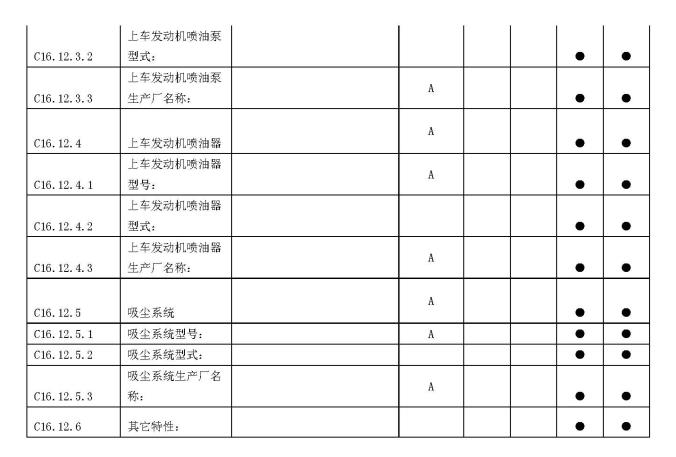 上车发动机喷油泵
C16.12.3.2 型式： ● ●
上车发动机喷油泵
C16.12.3.3 生产厂名称： A ● ●
C16.12.4 上车发动机喷油器 A ● ●
上车发动机喷油器
C16.12.4.1 型号： A ● ●
上车发动机喷油器
C16.12.4.2 型式： ● ●
上车发动机喷油器
C16.12.4.3 生产厂名称： A ● ●
C16.12.5 吸尘系统 A ● ●
C16.12.5.1 吸尘系统型号： A ● ●
C16.12.5.2 吸尘系统型式： ● ●
吸尘系统生产厂名
C16.12.5.3 称： A ● ●
C16.12.6 其它特性： ● ●